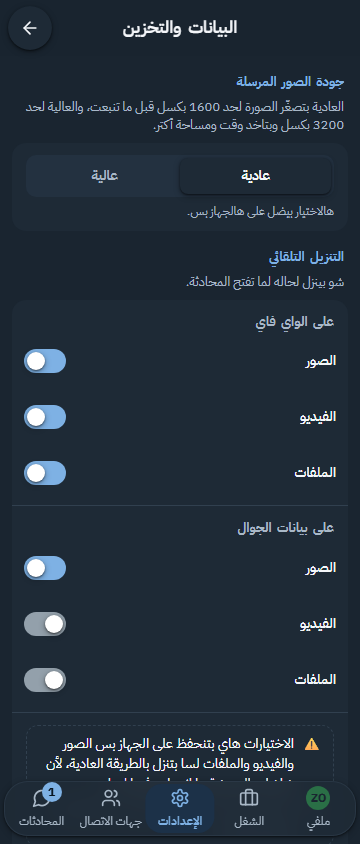 البيانات والتخزين
جودة الصور المرسلة
العادية بتصغّر الصورة لحد 1600 بكسل قبل ما تنبعت، والعالية لحد
3200 بكسل وبتاخد وقت ومساحة أكتر.
عادية
عالية
هالاختيار بيضل على هالجهاز بس.
التنزيل التلقائي
شو بينزل لحاله لما تفتح المحادثة.
على الواي فاي
الصور
الفيديو
الملفات
على بيانات الجوال
الصور
الفيديو
الملفات
الاختيارات هاي بتنحفظ على الجهاز بس الصور
والفيديو والملفات لسا بتنزل بالطريقة العادية، لأن
ZO
ملفي
الشغل
الإعدادات
جهات الاتصال
1
المحادثات